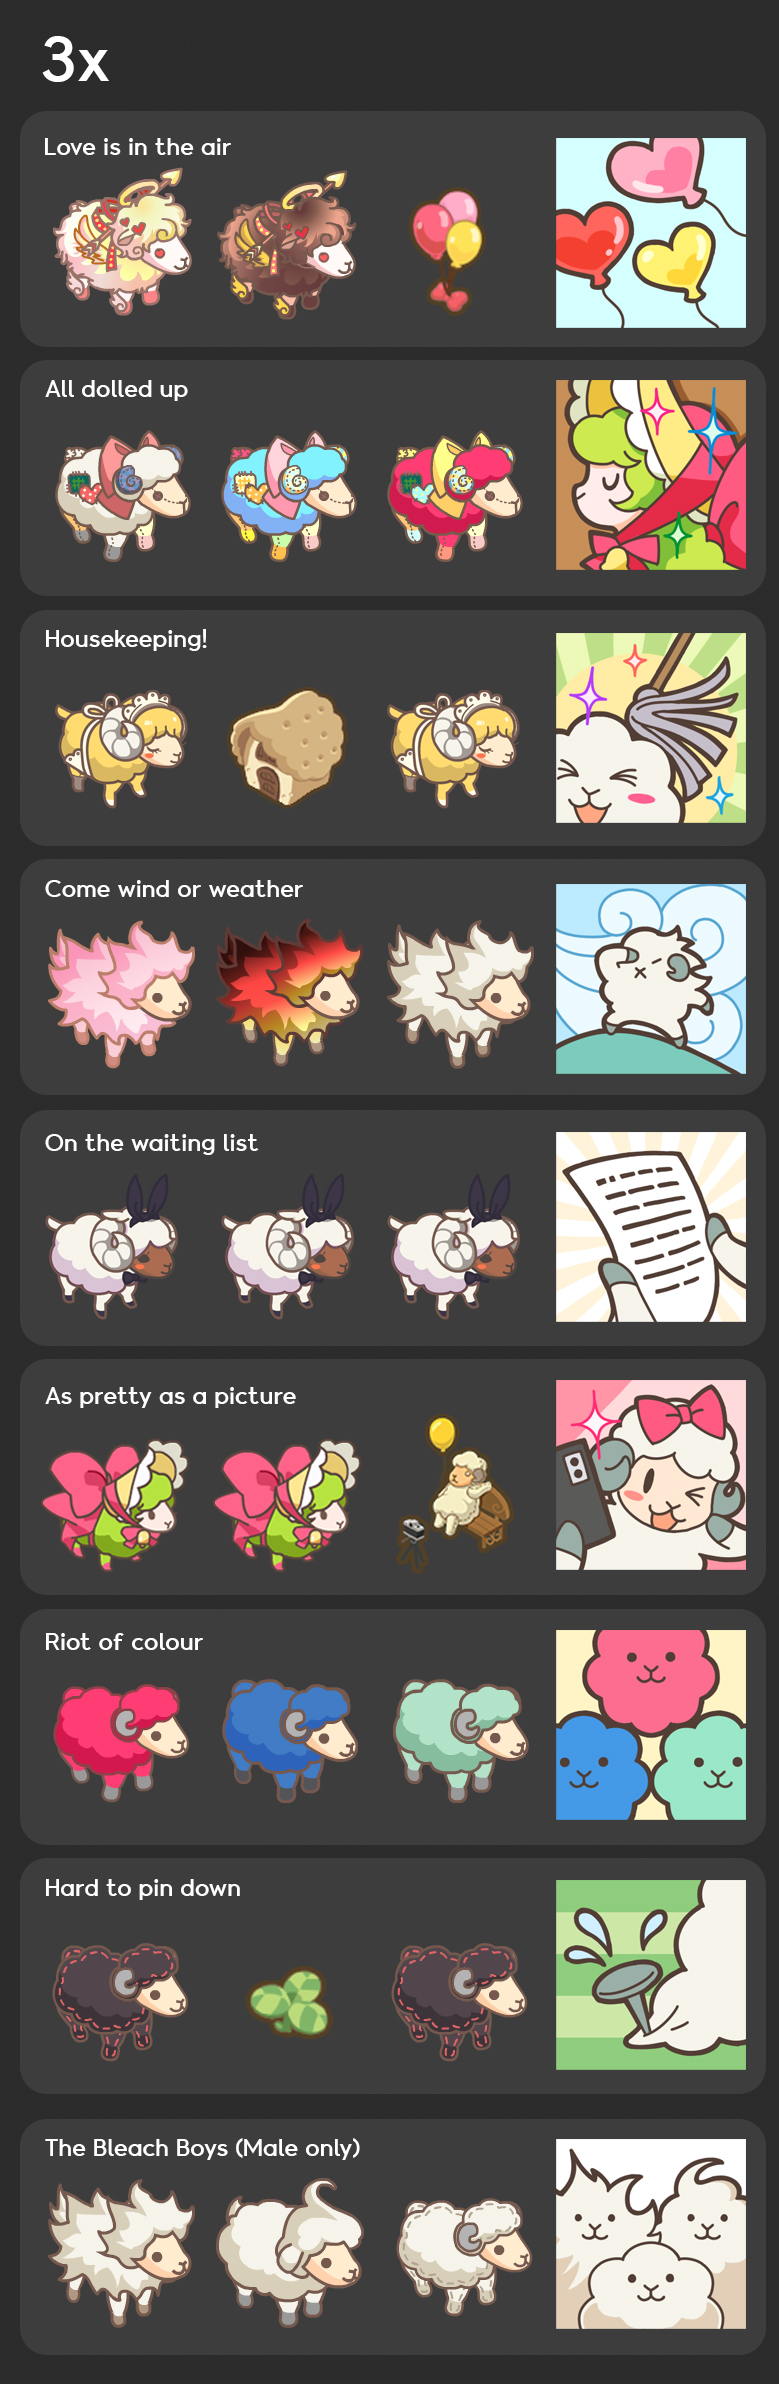 3x
Love is in the air
All dolled up
Housekeeping!
Come wind or weather
On the waiting list
As pretty as a picture
Riot of colour
Hard to pin down
The Bleach Boys (Male only)